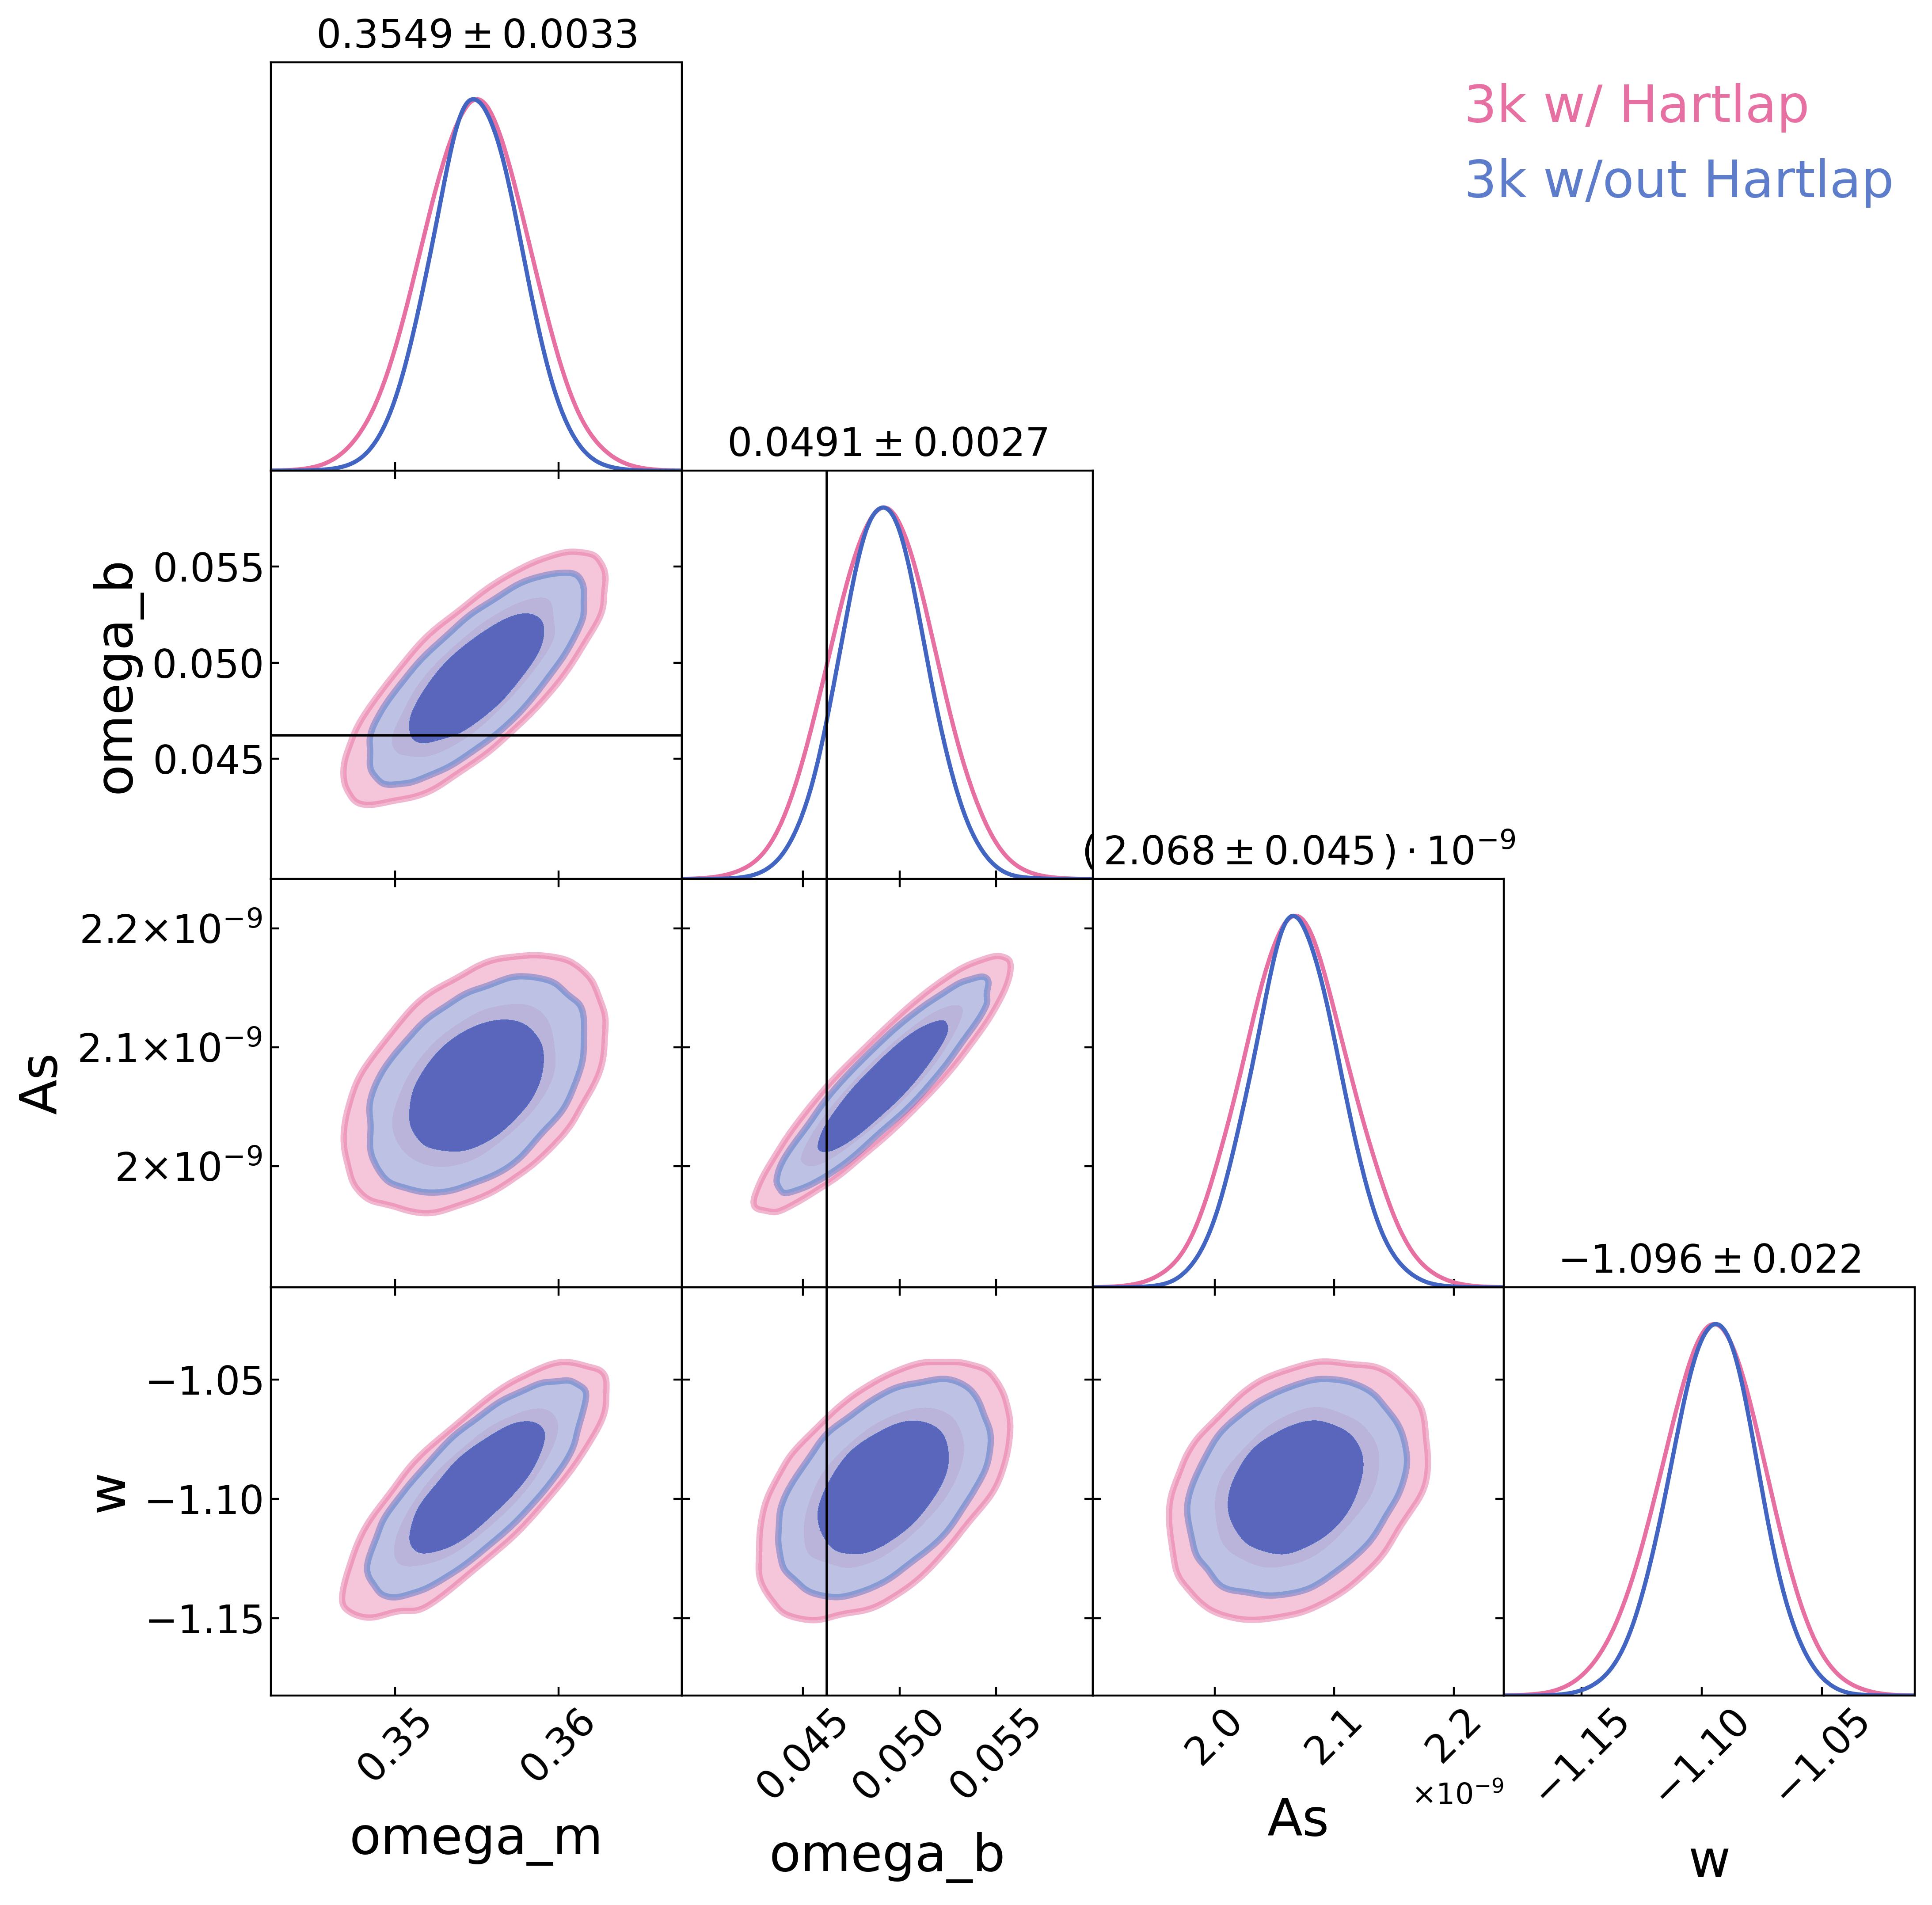 0.3549 ± 0.0033
3k w/ Hartlap
3k w/out Hartlap
0.0491 ± 0.0027
omega_b
0.055
0.050
0.045
(2.068 ± 0.045) · 10⁻⁹
As
2.2×10⁻⁹
2.1×10⁻⁹
2×10⁻⁹
−1.096 ± 0.022
w
−1.05
−1.10
−1.15
0.35
0.36
0.045
0.050
0.055
2.0
2.1
2.2
×10⁻⁹
−1.15
−1.10
−1.05
omega_m
omega_b
As
w